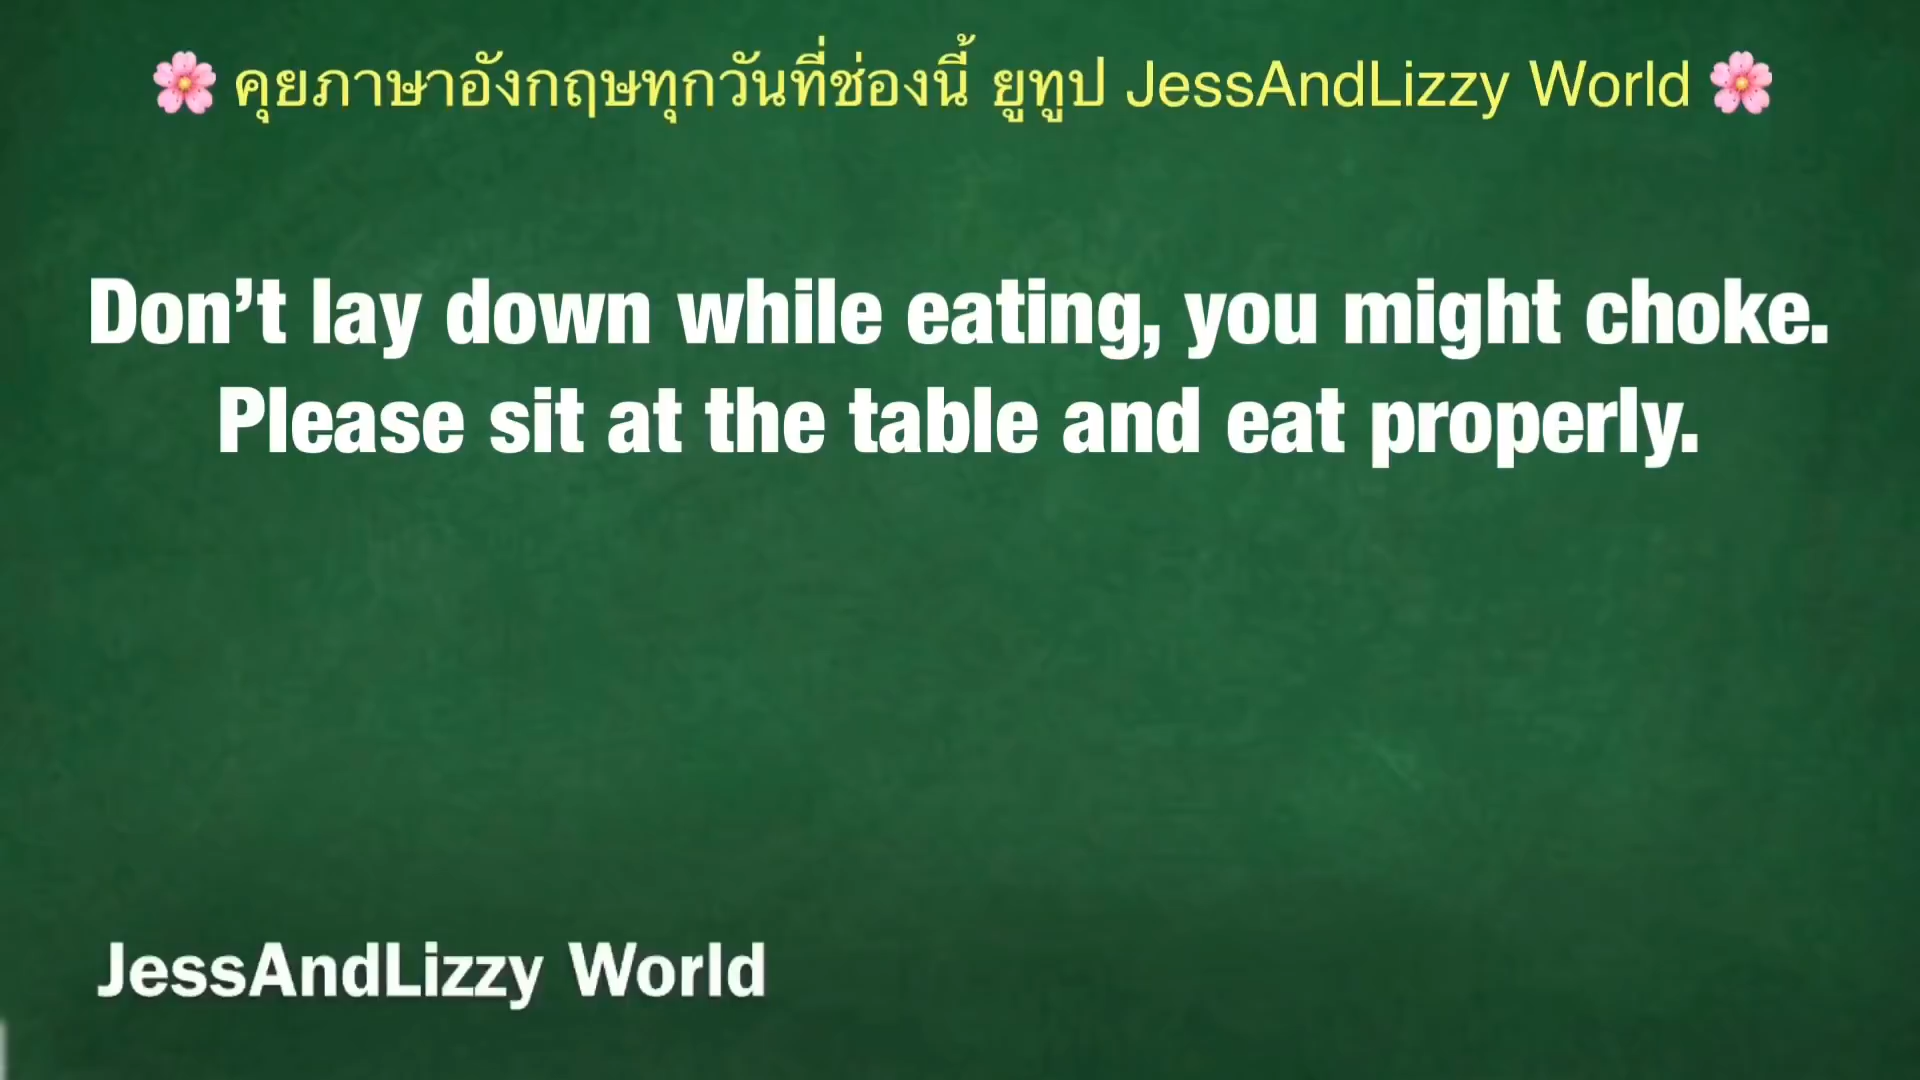 🌸 คุยภาษาอังกฤษทุกวันที่ช่องนี้ ยูทูป JessAndLizzy World 🌸
Don’t lay down while eating, you might choke.
Please sit at the table and eat properly.
JessAndLizzy World